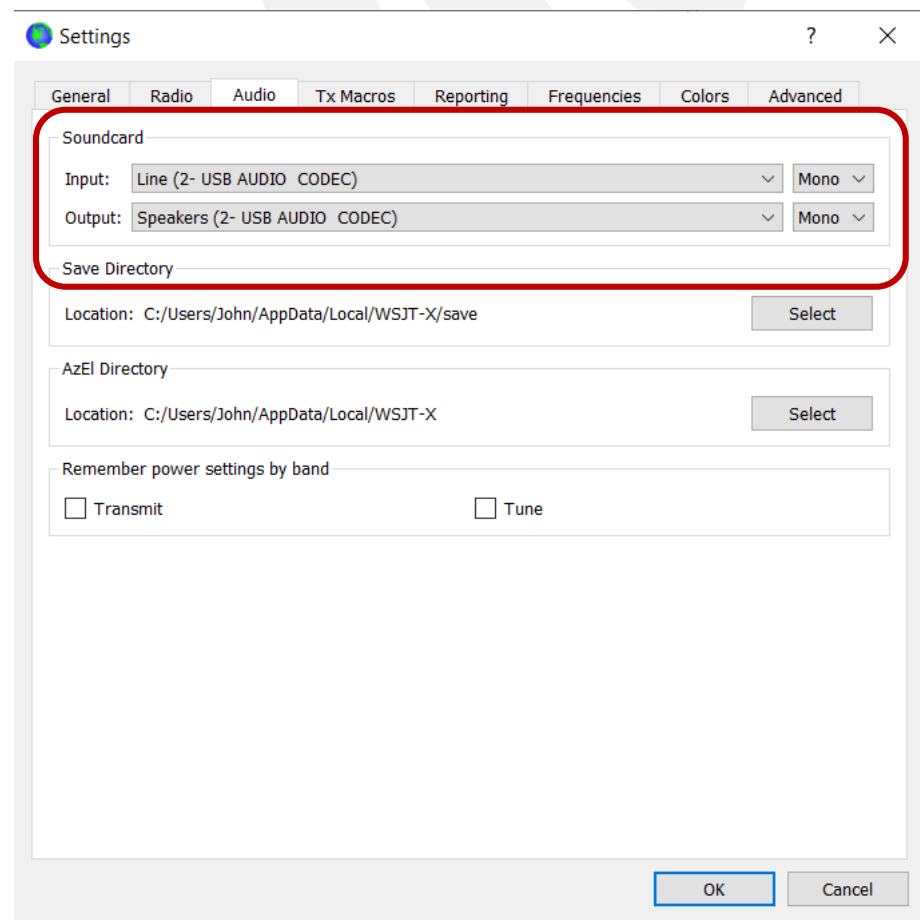 Settings ?
General Radio Audio Tx Macros Reporting Frequencies Colors Advanced
Soundcard
Input: Line (2- USB AUDIO  CODEC) Mono
Output: Speakers (2- USB AUDIO  CODEC) Mono
Save Directory
Location: C:/Users/John/AppData/Local/WSJT-X/save Select
AzEl Directory
Location: C:/Users/John/AppData/Local/WSJT-X Select
Remember power settings by band
Transmit Tune
OK Cancel